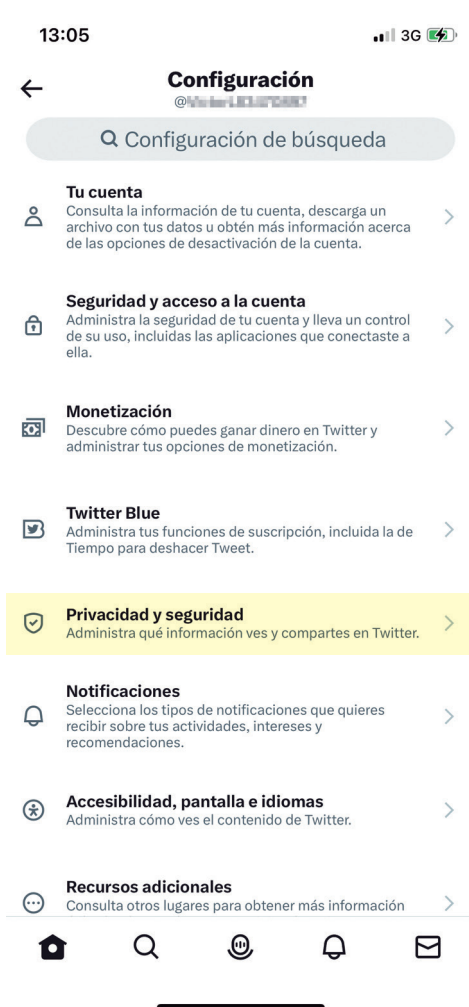 13:05
3G
Configuración
@
Configuración de búsqueda
Tu cuenta
Consulta la información de tu cuenta, descarga un
archivo con tus datos u obtén más información acerca
de las opciones de desactivación de la cuenta.
Seguridad y acceso a la cuenta
Administra la seguridad de tu cuenta y lleva un control
de su uso, incluidas las aplicaciones que conectaste a
ella.
Monetización
Descubre cómo puedes ganar dinero en Twitter y
administrar tus opciones de monetización.
Twitter Blue
Administra tus funciones de suscripción, incluida la de
Tiempo para deshacer Tweet.
Privacidad y seguridad
Administra qué información ves y compartes en Twitter.
Notificaciones
Selecciona los tipos de notificaciones que quieres
recibir sobre tus actividades, intereses y
recomendaciones.
Accesibilidad, pantalla e idiomas
Administra cómo ves el contenido de Twitter.
Recursos adicionales
Consulta otros lugares para obtener más información